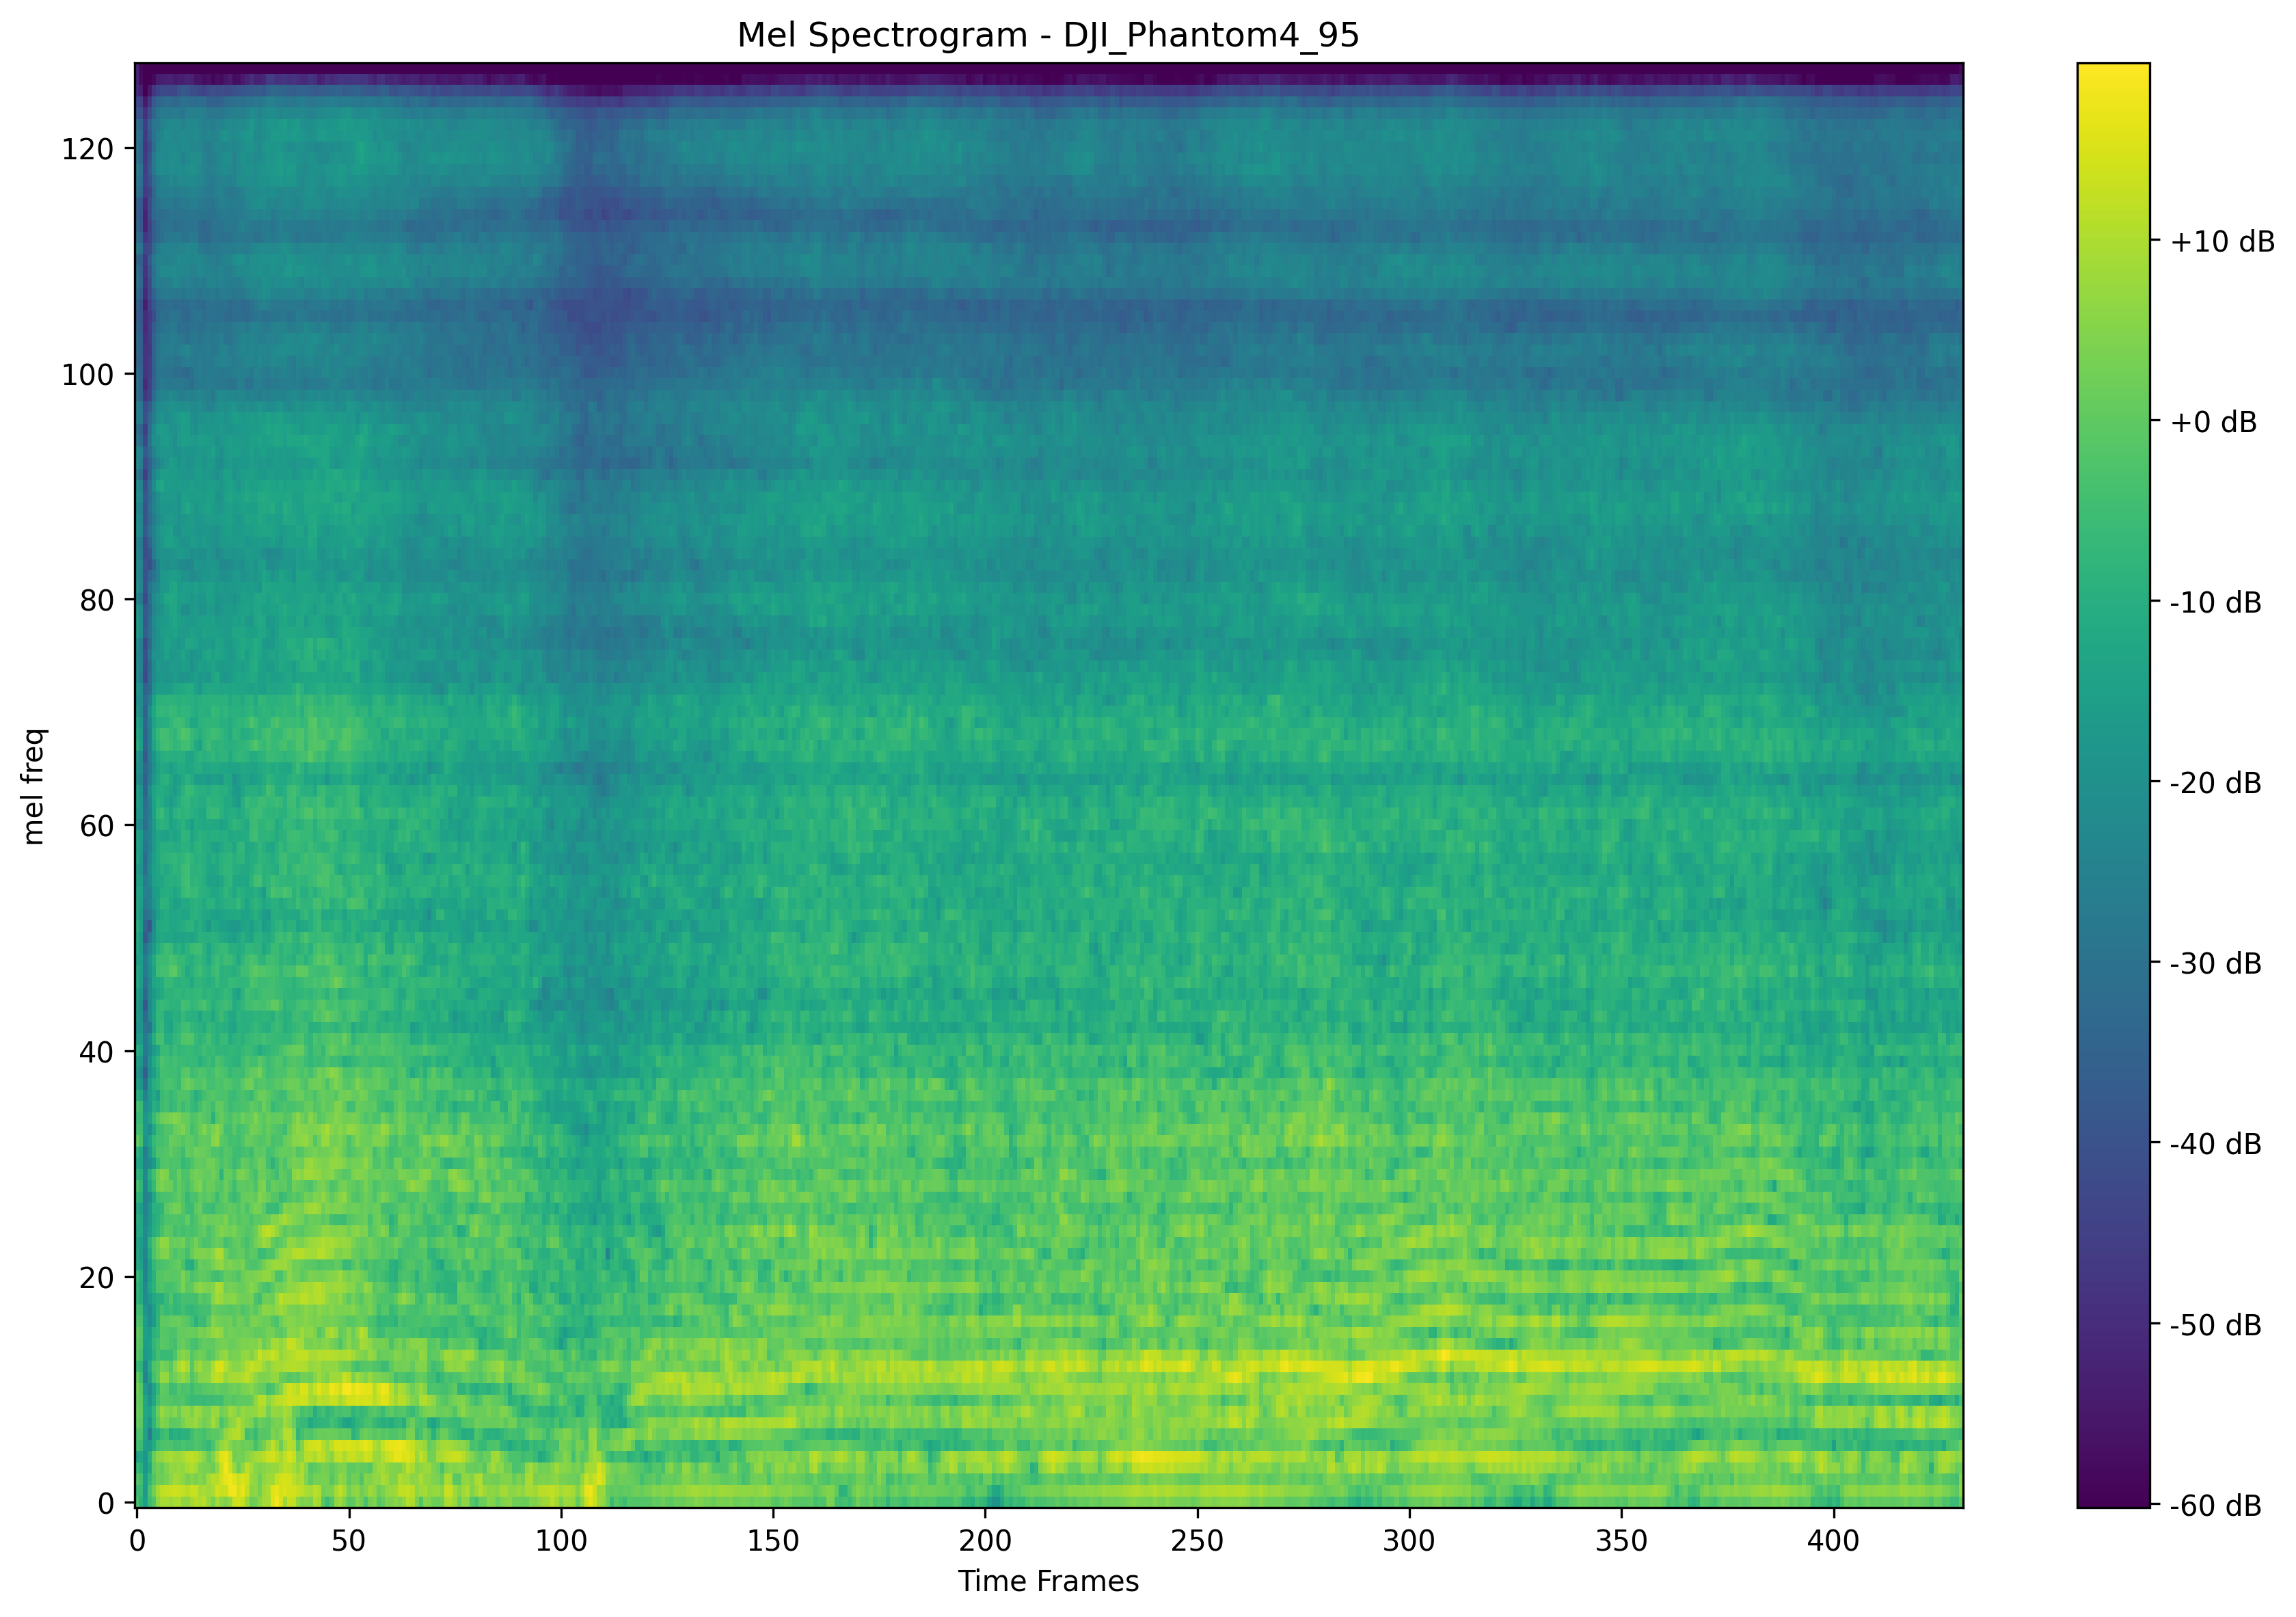 Mel Spectrogram - DJI_Phantom4_95
120
100
80
60
40
20
0
mel freq
0 50 100 150 200 250 300 350 400
Time Frames
+10 dB
+0 dB
-10 dB
-20 dB
-30 dB
-40 dB
-50 dB
-60 dB